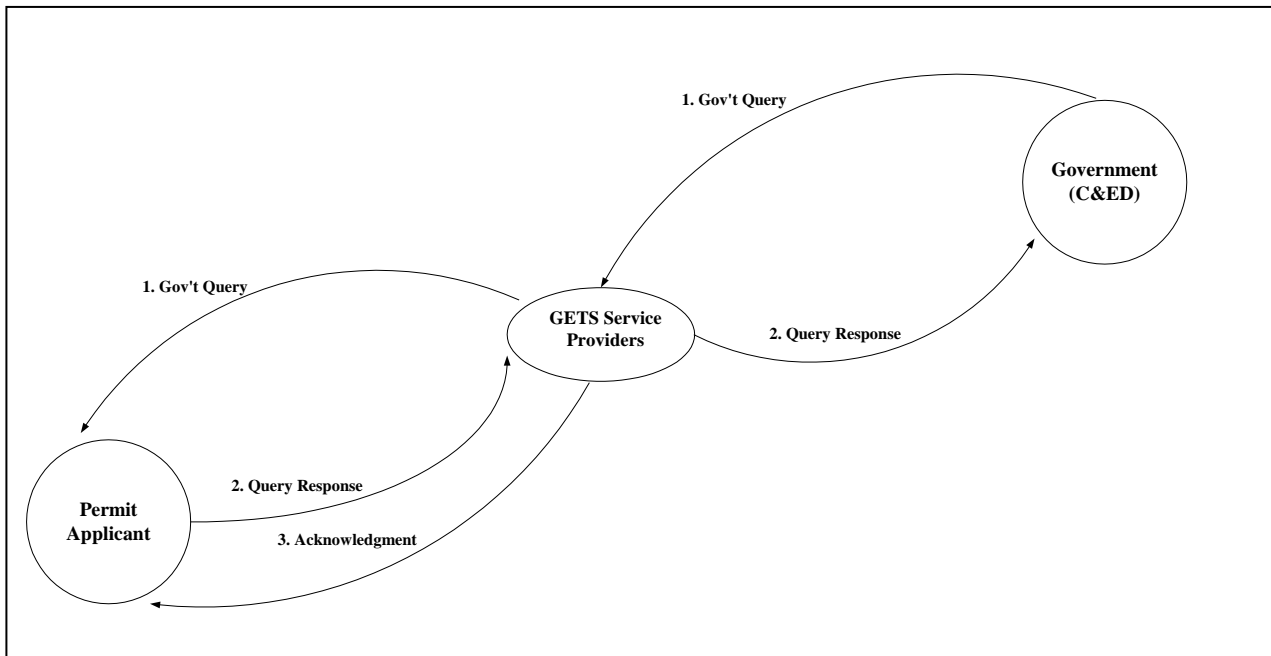 1. Gov't Query
Government
(C&ED)
1. Gov't Query
GETS Service
Providers
2. Query Response
2. Query Response
Permit
Applicant
3. Acknowledgment